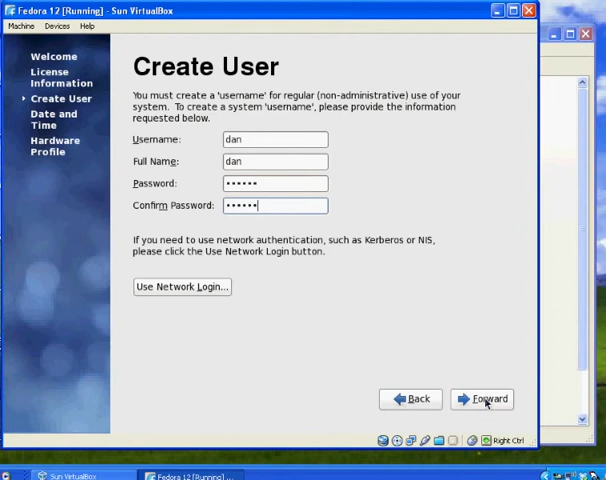 Fedora 12 [Running] - Sun VirtualBox
Machine Devices Help
Welcome
License
Information
Create User
Date and
Time
Hardware
Profile
Create User
You must create a 'username' for regular (non-administrative) use of your
system. To create a system 'username', please provide the information
requested below.
Username: dan
Full Name: dan
Password: ••••••
Confirm Password: ••••••
If you need to use network authentication, such as Kerberos or NIS,
please click the Use Network Login button.
Use Network Login...
Back Forward
Right Ctrl
Sun VirtualBox Fedora 12 [Running] ...